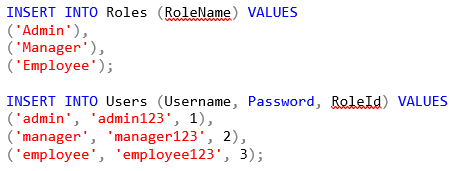 INSERT INTO Roles (RoleName) VALUES
('Admin'),
('Manager'),
('Employee');
INSERT INTO Users (Username, Password, RoleId) VALUES
('admin', 'admin123', 1),
('manager', 'manager123', 2),
('employee', 'employee123', 3);